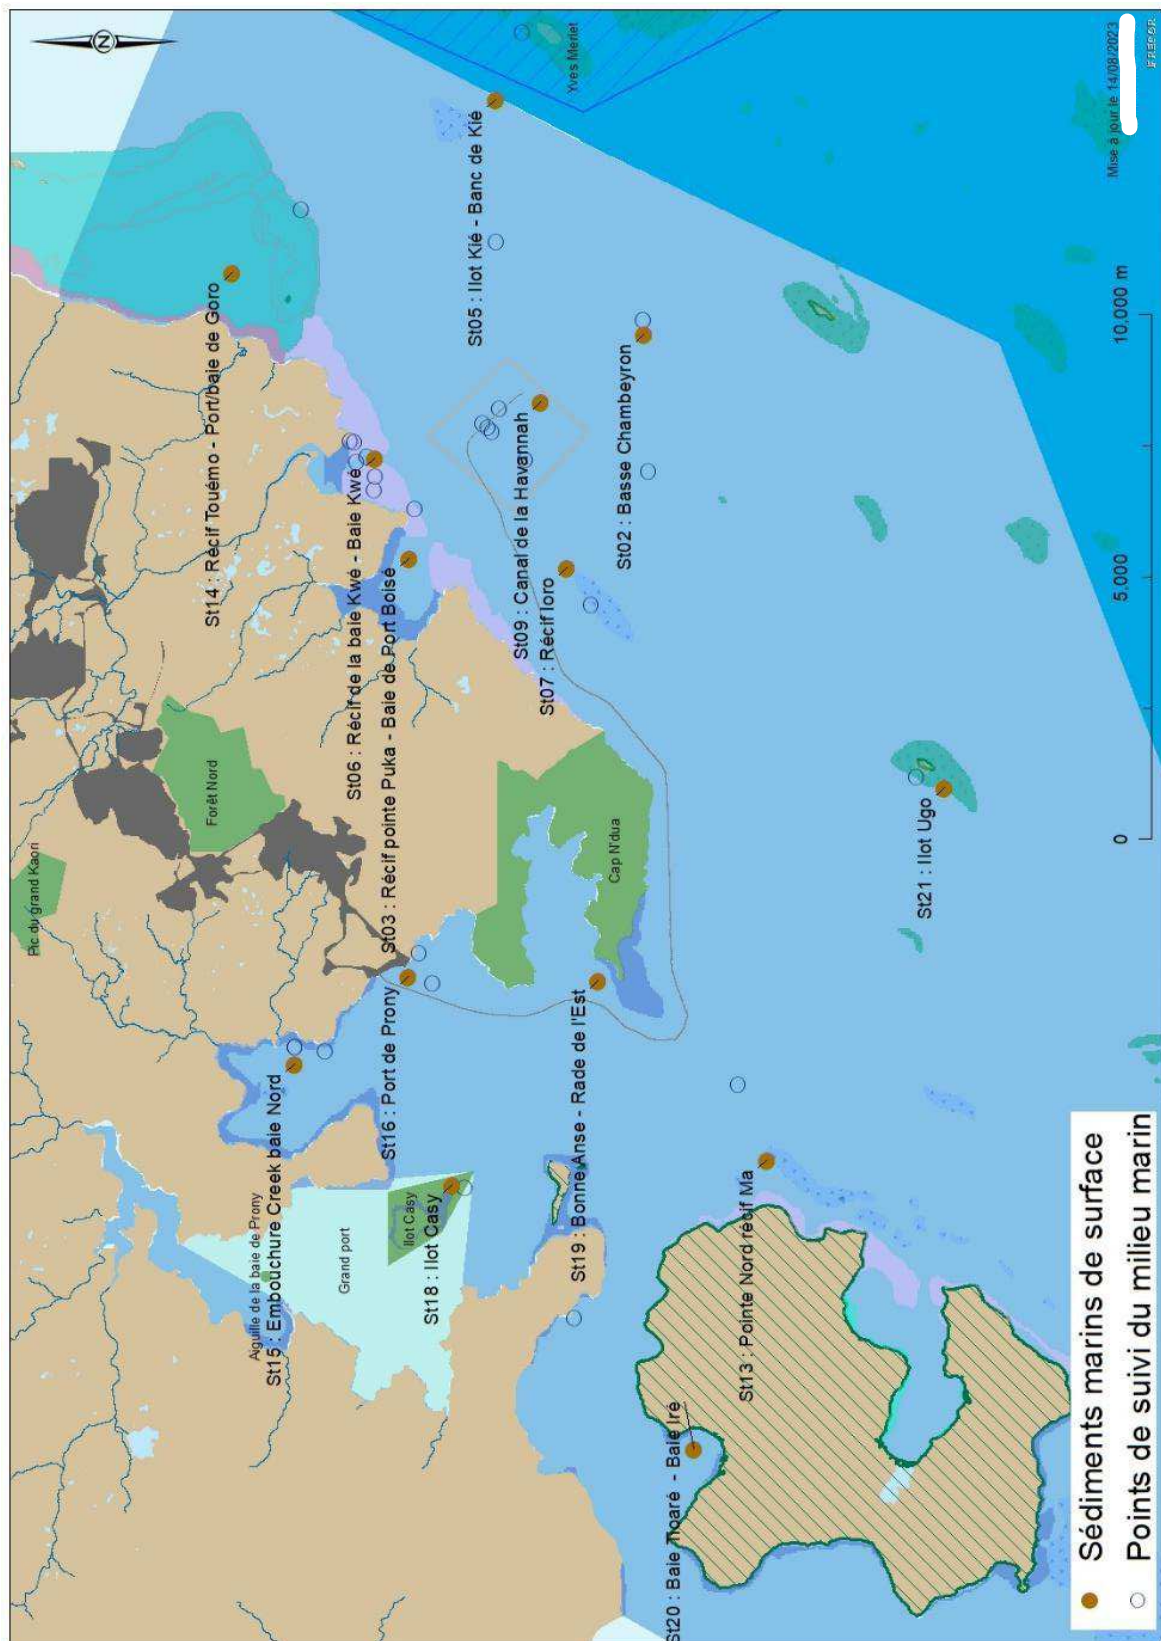 N
Yves Merlet
Mise à jour le 14/08/2023
St05 : Ilot Kié - Banc de Kié
St14 : Récif Touémo - Port/baie de Goro
St02 : Basse Chambeyron
St09 : Canal de la Havannah
St07 : Récif Ioro
St06 : Récif de la baie Kwé - Baie Kwé
St03 : Récif pointe Puka - Baie de Port Boisé
Forêt Nord
Pic du grand Kaori
Cap N'dua
St21 : Ilot Ugo
St16 : Port de Prony
St19 : Bonne Anse - Rade de l'Est
St15 : Embouchure Creek baie Nord
Aiguille de la baie de Prony
Grand port
Ilot Casy
St18 : Ilot Casy
St13 : Pointe Nord récif Ma
St20 : Baie Tioaré - Baie Iré
0
5,000
10,000 m
Sédiments marins de surface
Points de suivi du milieu marin